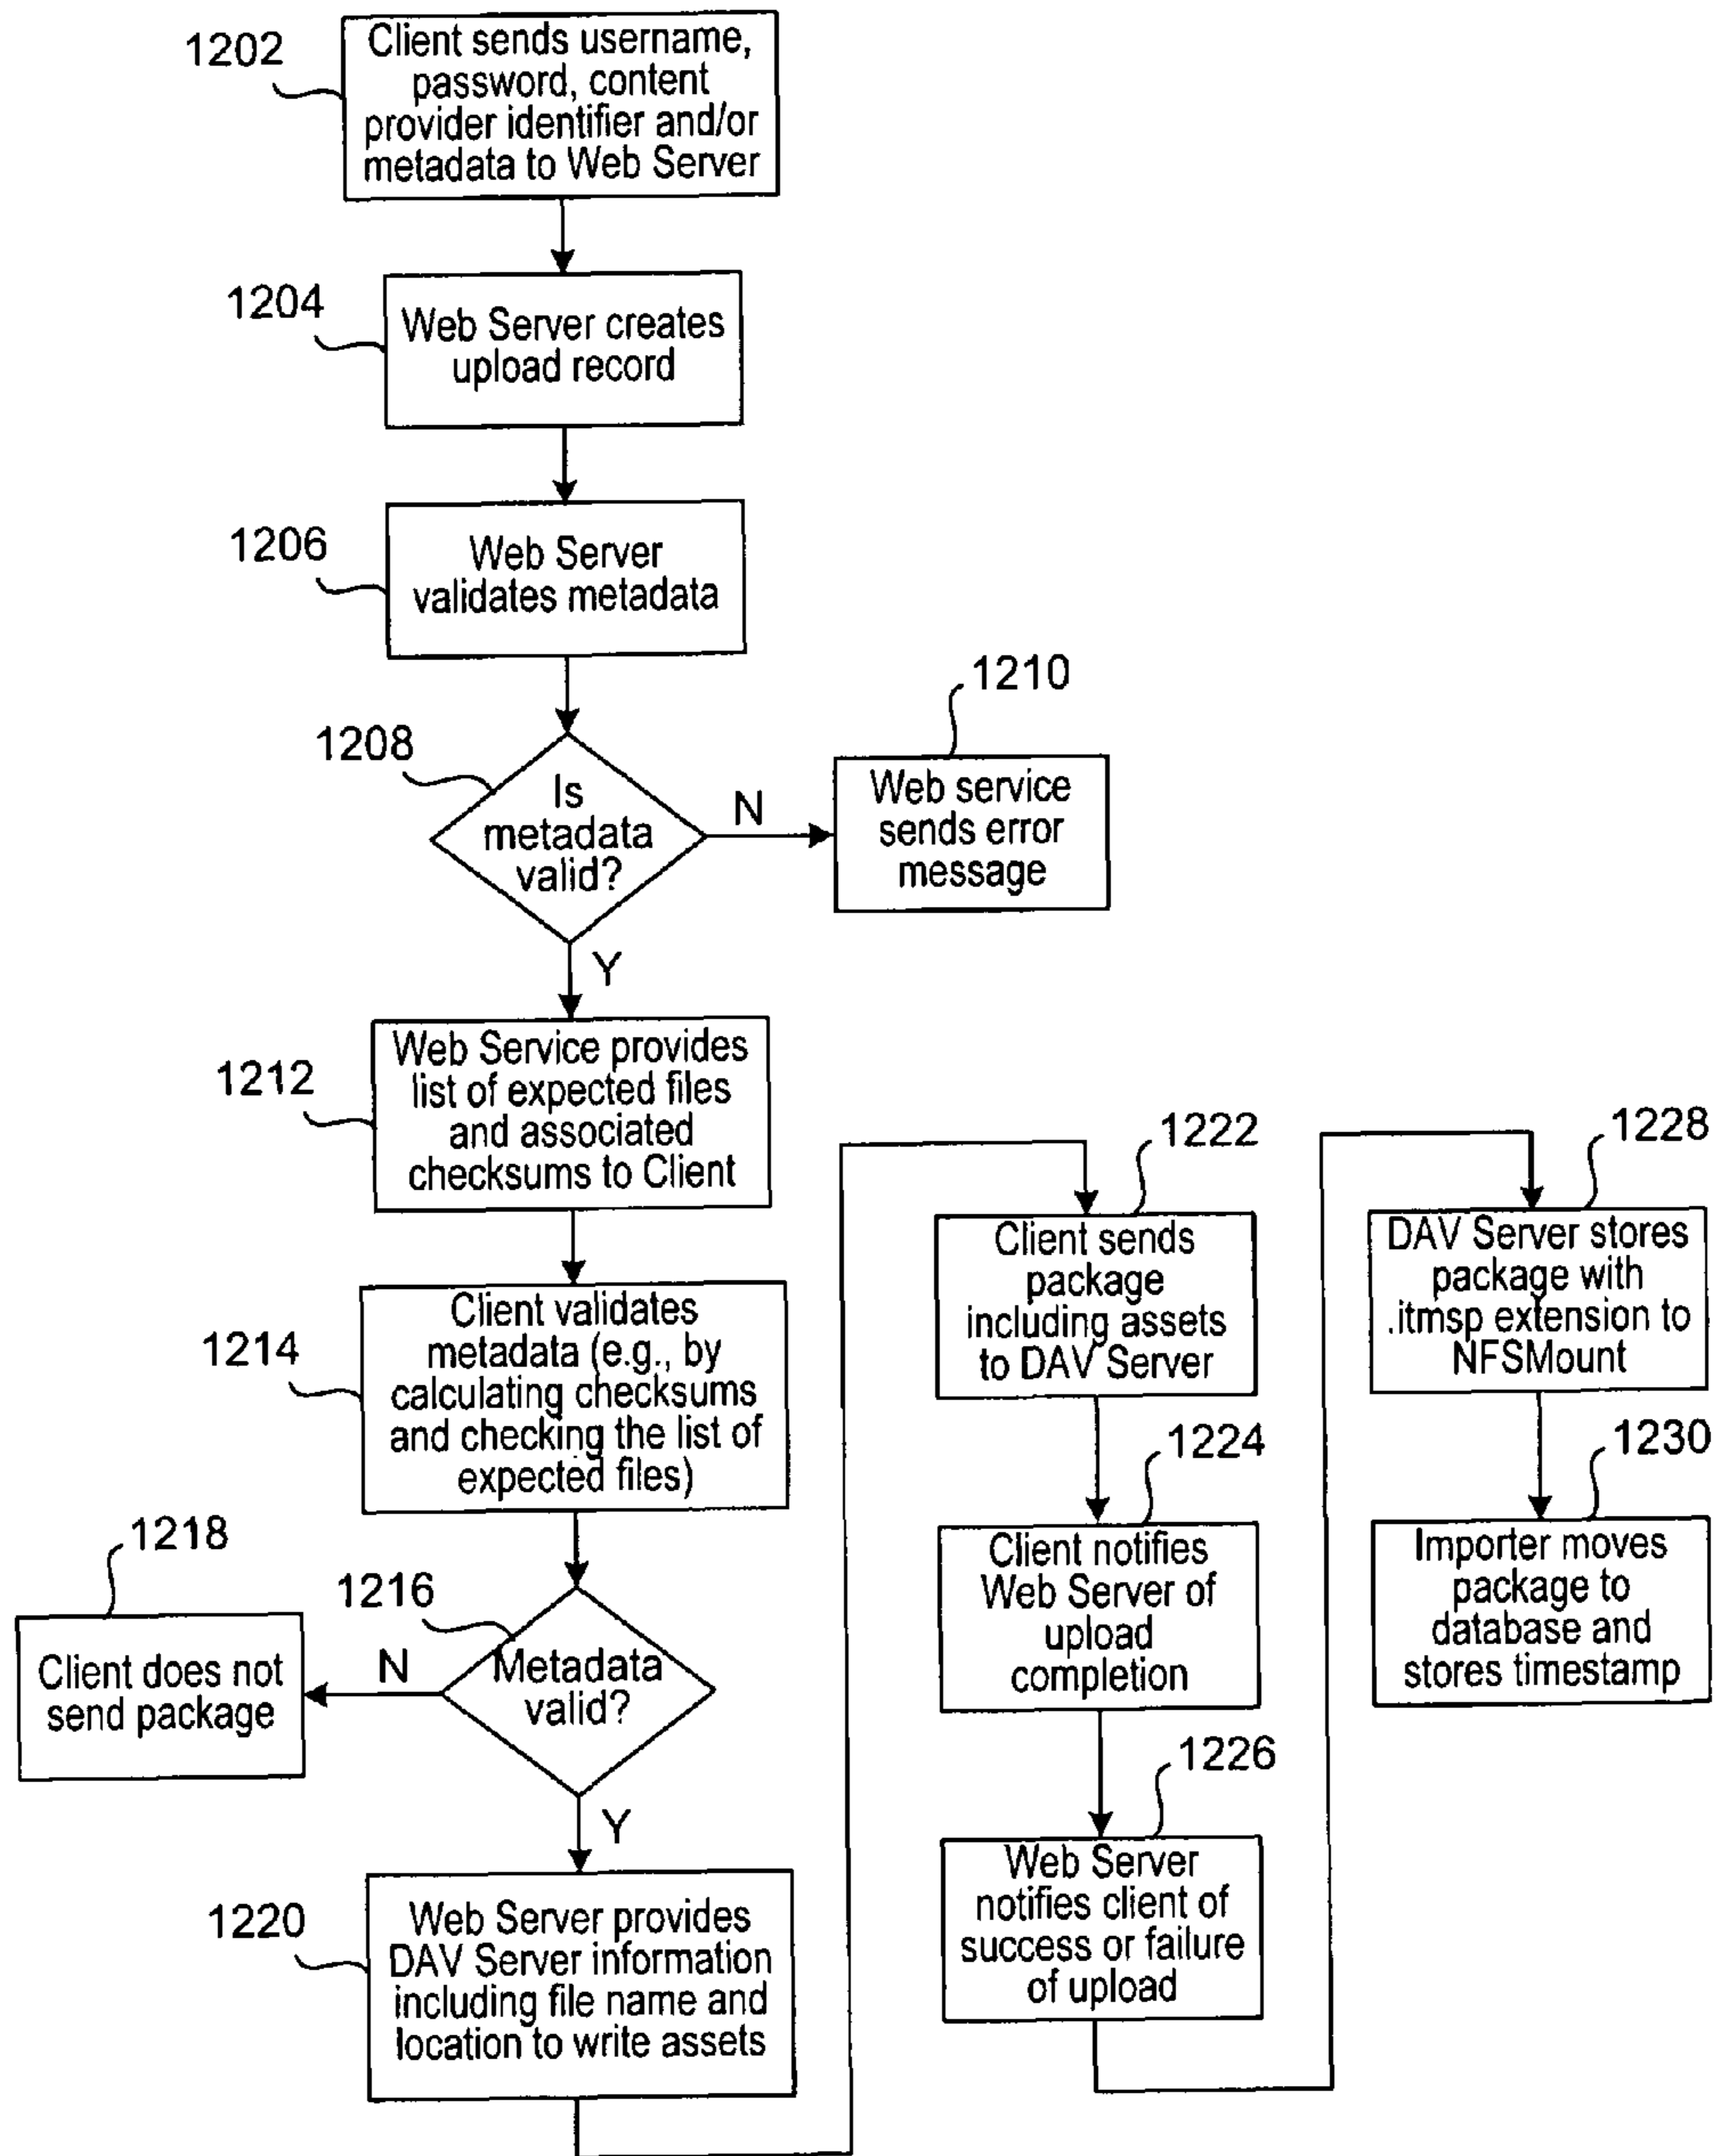 1202
Client sends username,
password, content
provider identifier and/or
metadata to Web Server
1204
Web Server creates
upload record
1206
Web Server
validates metadata
1208
Is
metadata
valid?
N
Y
1210
Web service
sends error
message
1212
Web Service provides
list of expected files
and associated
checksums to Client
1214
Client validates
metadata (e.g., by
calculating checksums
and checking the list of
expected files)
1216
Metadata
valid?
N
Y
1218
Client does not
send package
1220
Web Server provides
DAV Server information
including file name and
location to write assets
1222
Client sends
package
including assets
to DAV Server
1224
Client notifies
Web Server of
upload
completion
1226
Web Server
notifies client of
success or failure
of upload
1228
DAV Server stores
package with
.itmsp extension to
NFSMount
1230
Importer moves
package to
database and
stores timestamp